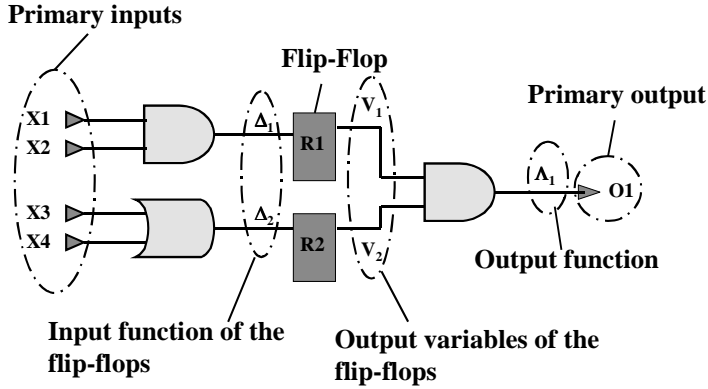 Primary inputs
Flip-Flop
Primary output
X1
X2
X3
X4
Δ1
Δ2
R1
R2
V1
V2
Λ1
O1
Output function
Input function of the
flip-flops
Output variables of the
flip-flops